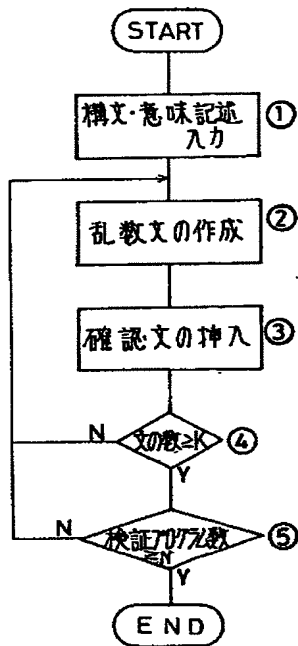 START
構文・意味記述
入力
①
乱数文の作成
②
確認文の挿入
③
文の数≥K
④
N
Y
検証プログラム数
≥N
⑤
N
Y
END